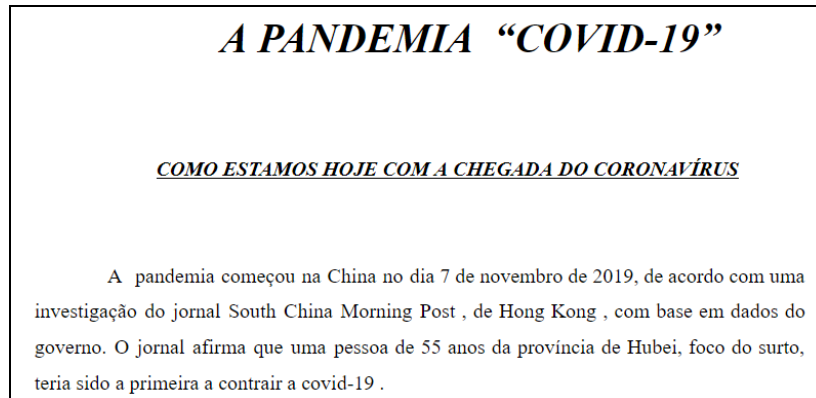 A PANDEMIA “COVID-19”
COMO ESTAMOS HOJE COM A CHEGADA DO CORONAVÍRUS
A pandemia começou na China no dia 7 de novembro de 2019, de acordo com uma
investigação do jornal South China Morning Post , de Hong Kong , com base em dados do
governo. O jornal afirma que uma pessoa de 55 anos da província de Hubei, foco do surto,
teria sido a primeira a contrair a covid-19 .